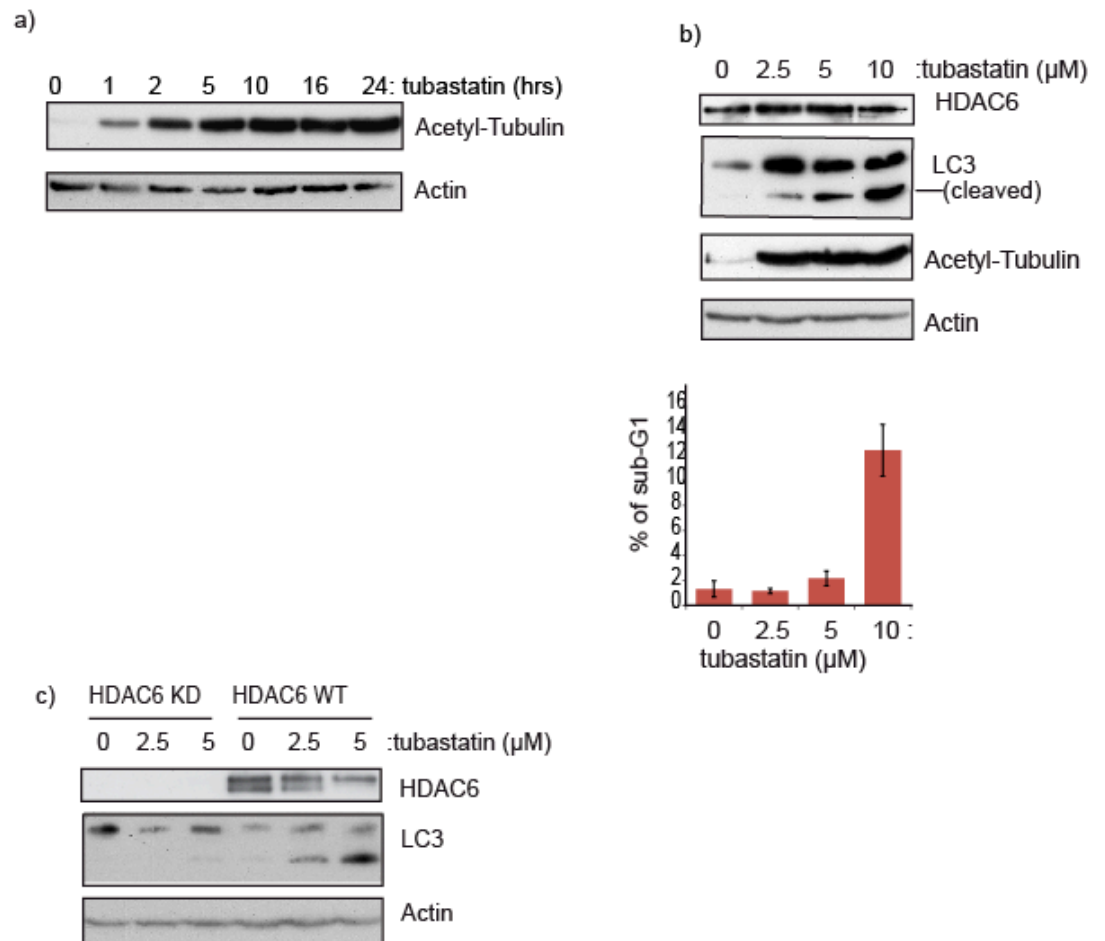 a)
0 1 2 5 10 16 24: tubastatin (hrs)
Acetyl-Tubulin
Actin
b)
0 2.5 5 10 :tubastatin (µM)
HDAC6
LC3
(cleaved)
Acetyl-Tubulin
Actin
% of sub-G1
16
14
12
10
8
6
4
2
0
0 2.5 5 10 :
tubastatin (µM)
c)
HDAC6 KD HDAC6 WT
0 2.5 5 0 2.5 5 :tubastatin (µM)
HDAC6
LC3
Actin